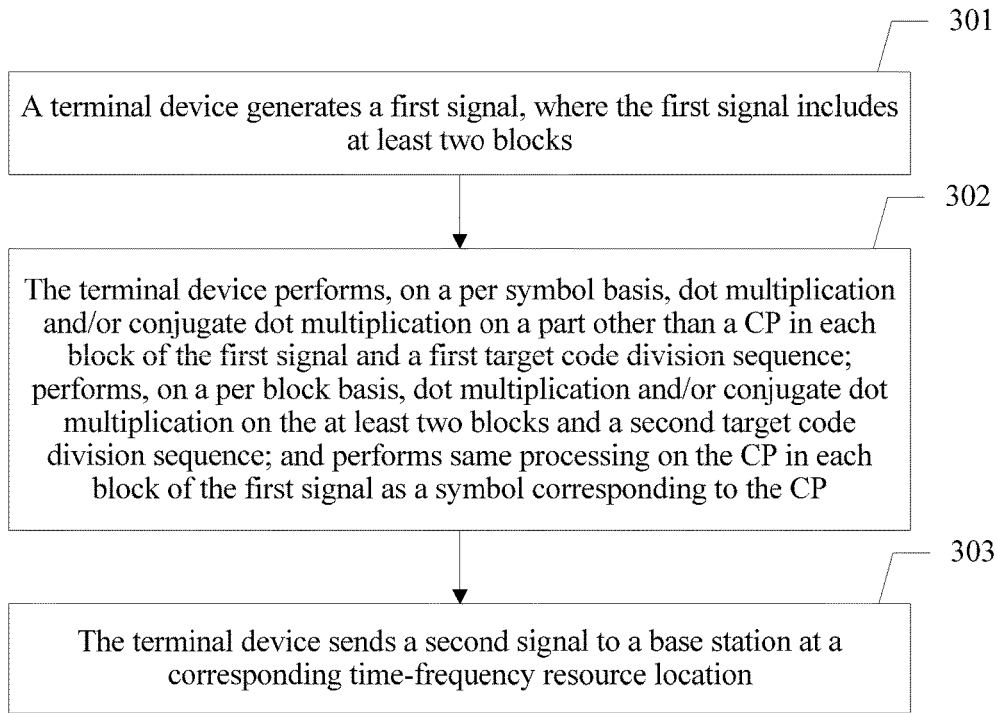 301
A terminal device generates a first signal, where the first signal includes
at least two blocks
302
The terminal device performs, on a per symbol basis, dot multiplication
and/or conjugate dot multiplication on a part other than a CP in each
block of the first signal and a first target code division sequence;
performs, on a per block basis, dot multiplication and/or conjugate dot
multiplication on the at least two blocks and a second target code
division sequence; and performs same processing on the CP in each
block of the first signal as a symbol corresponding to the CP
303
The terminal device sends a second signal to a base station at a
corresponding time-frequency resource location